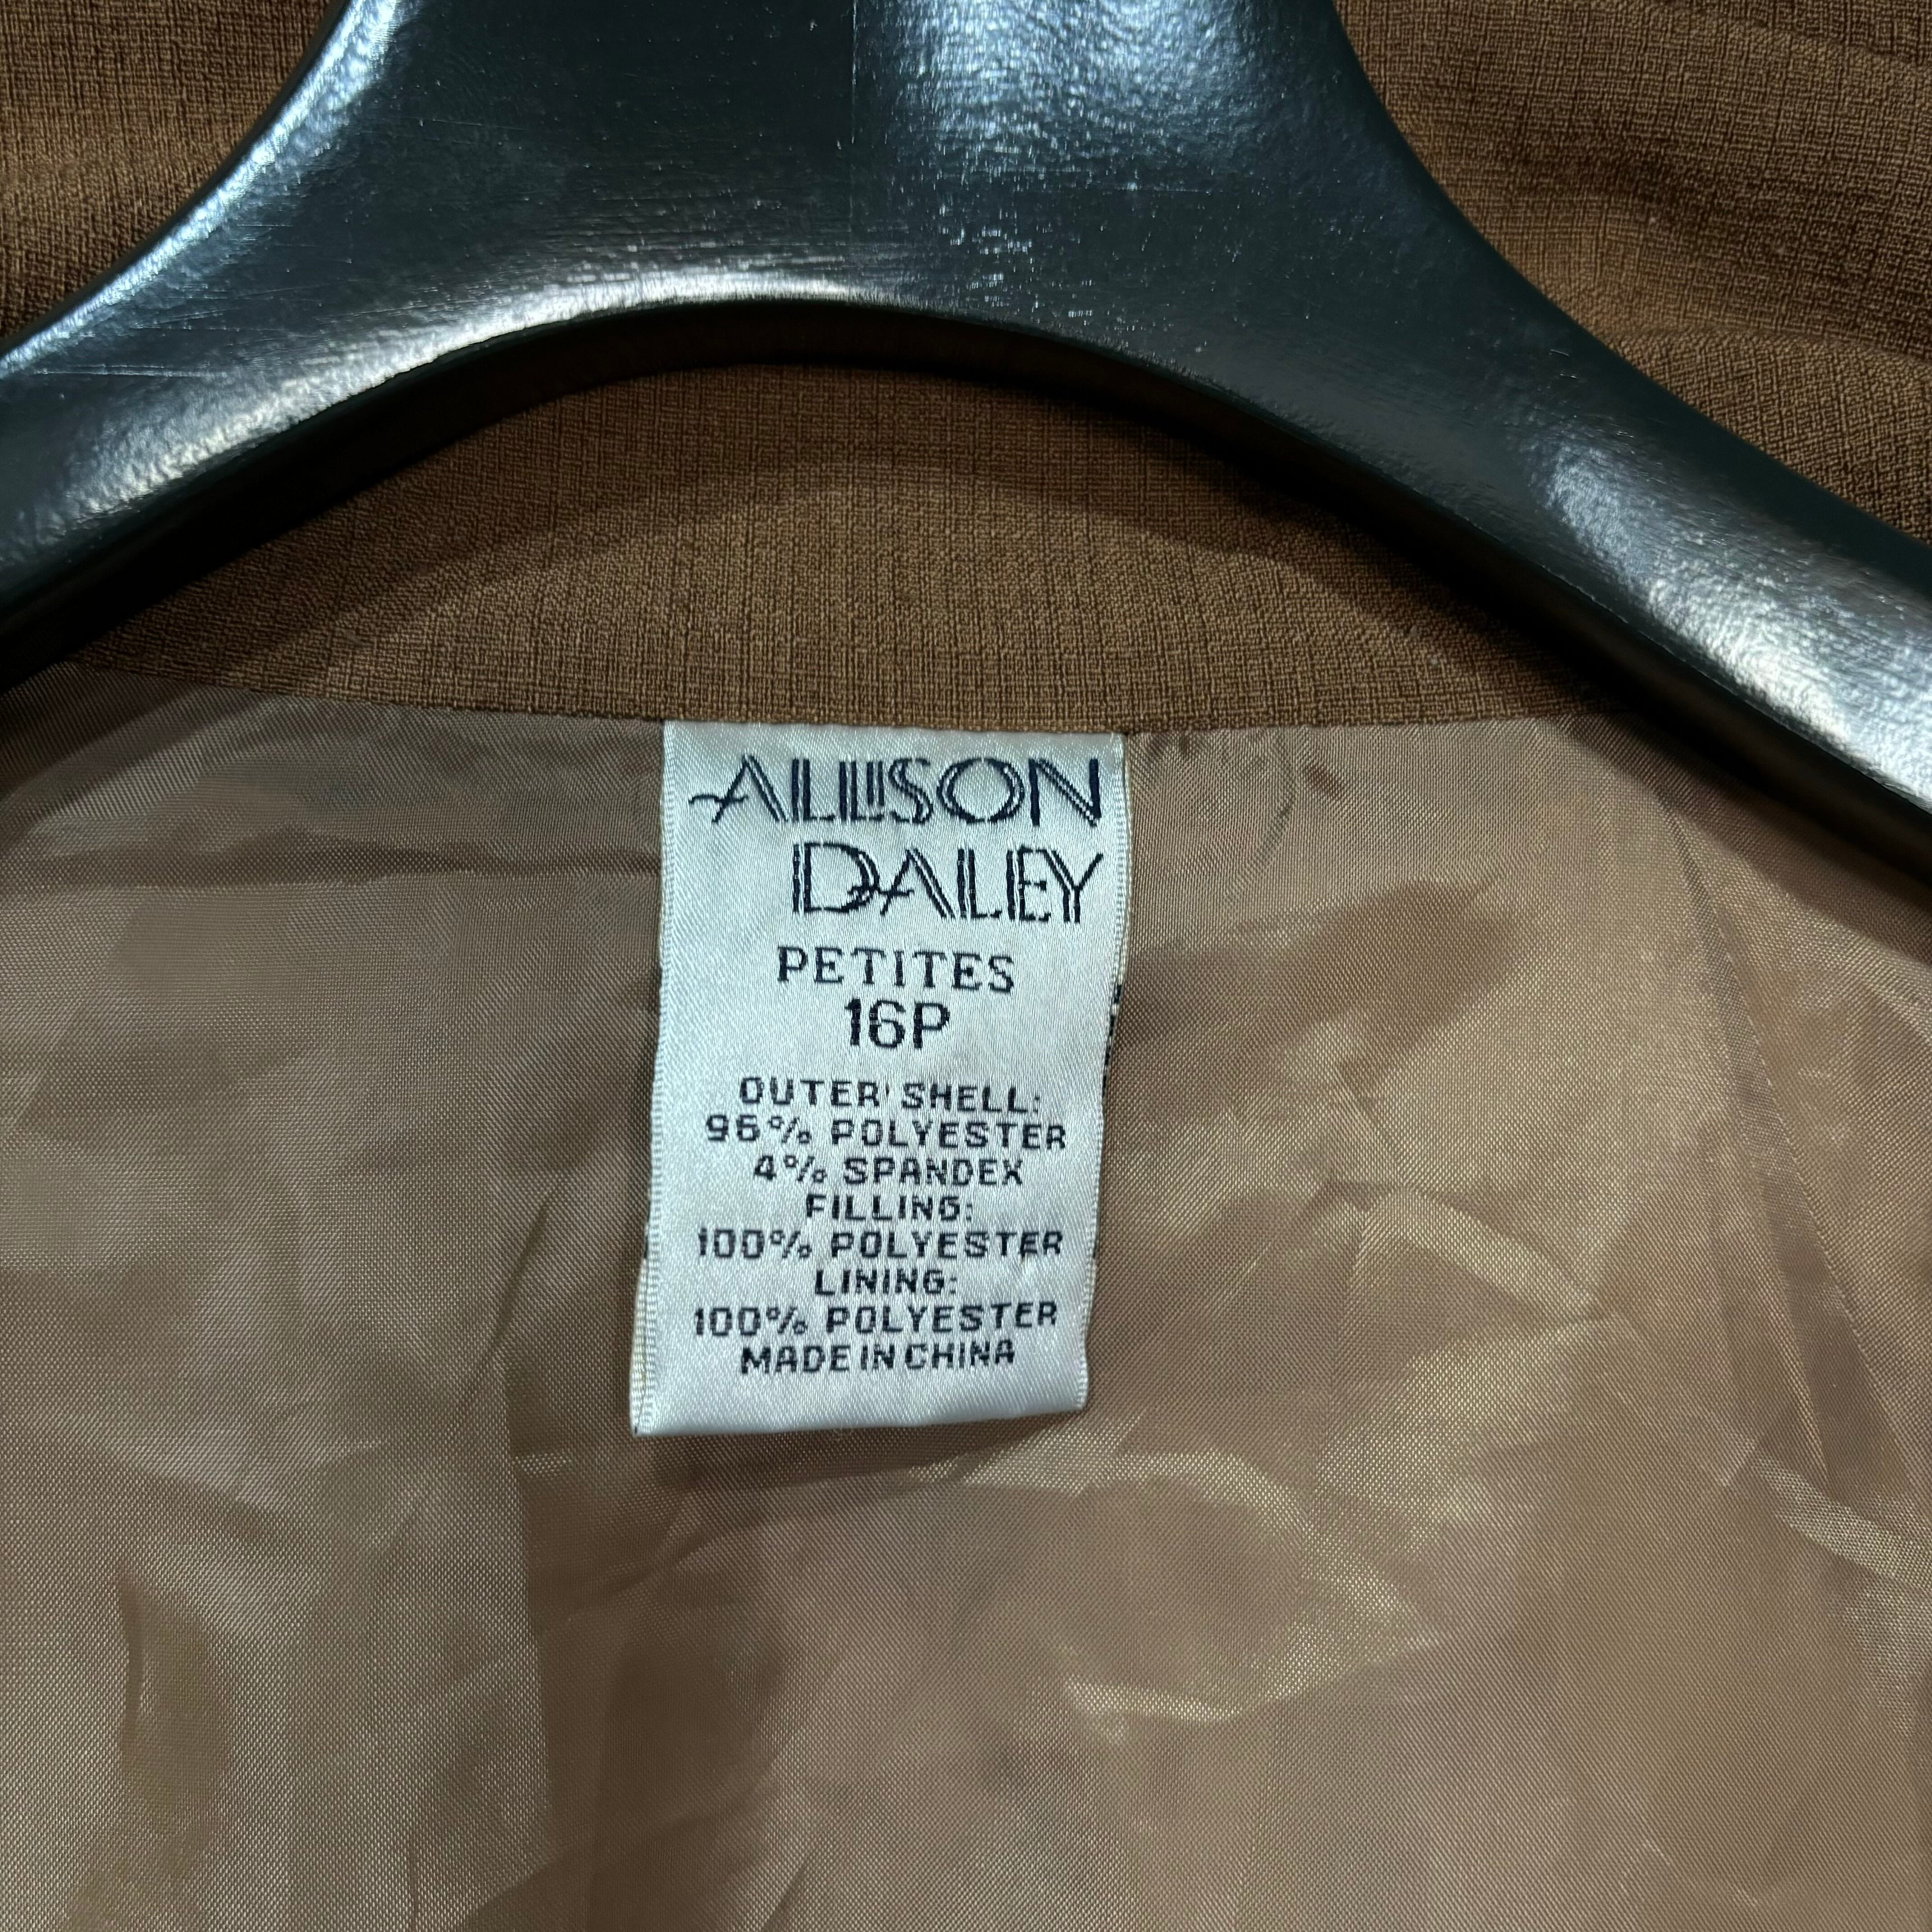 ALLISON
DALEY
PETITES
16P
OUTER SHELL:
96% POLYESTER
4% SPANDEX
FILLING:
100% POLYESTER
LINING:
100% POLYESTER
MADE IN CHINA